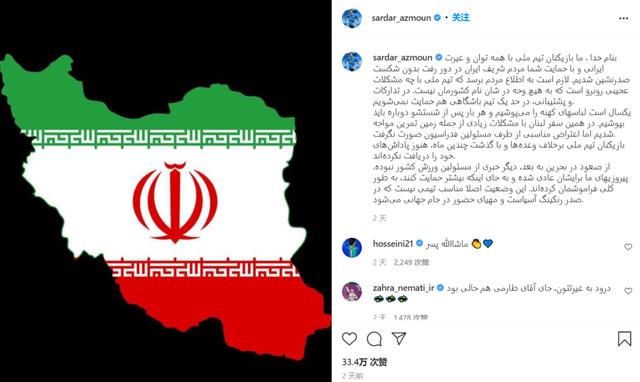 sardar_azmoun • 关注
sardar_azmoun بنام خدا ، ما بازیکنان تیم ملی با همه توان و غیرت
ایرانی و با حمایت شما مردم شریف ایران در دور رفت بدون شکست
صدرنشین شدیم. لازم است به اطلاع مردم برسد که تیم ملی با چه مشکلات
عجیبی روبرو است که به هیچ وجه در شان نام کشورمان نیست. در تدارکات
و پشتیبانی، در حد یک تیم باشگاهی هم حمایت نمی‌شویم.
یکسال است لباسهای کهنه را می‌پوشیم و هر بار پس از شستشو دوباره باید
بپوشیم. در همین سفر لبنان با مشکلات زیادی از جمله زمین تمرین مواجه
شدیم اما اعتراض مناسبی از طرف مسئولین فدراسیون صورت نگرفت.
بازیکنان تیم ملی برخلاف وعده‌ها و با گذشت چندین ماه، هنوز پاداش‌های
خود را دریافت نکرده‌اند.
از صعود در بحرین به بعد، دیگر خبری از مسئولین ورزش کشور نبوده.
پیروزیهای ما برایشان عادی شده و به جای اینکه بیشتر حمایت کنند، به طور
کلی فراموشمان کرده‌اند. این وضعیت اصلا مناسب تیمی نیست که در
صدر رنکینگ آسیاست و مهیای حضور در جام جهانی می‌شود.
2 天
hosseini21 ماشاالله پسر 👏💙
2 天 2,249 次赞
zahra_nemati_ir درود به غیرتتون، جای آقای طارمی هم خالی بود
2 天 1,478 次赞
33.4万 次赞
2 天前